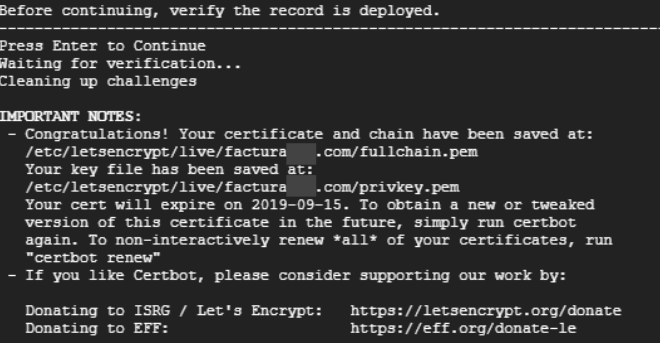 Before continuing, verify the record is deployed.
-------------------------------------------------------------------------------
Press Enter to Continue
Waiting for verification...
Cleaning up challenges
IMPORTANT NOTES:
- Congratulations! Your certificate and chain have been saved at:
/etc/letsencrypt/live/factura .com/fullchain.pem
Your key file has been saved at:
/etc/letsencrypt/live/factura .com/privkey.pem
Your cert will expire on 2019-09-15. To obtain a new or tweaked
version of this certificate in the future, simply run certbot
again. To non-interactively renew *all* of your certificates, run
"certbot renew"
- If you like Certbot, please consider supporting our work by:
Donating to ISRG / Let's Encrypt: https://letsencrypt.org/donate
Donating to EFF: https://eff.org/donate-le